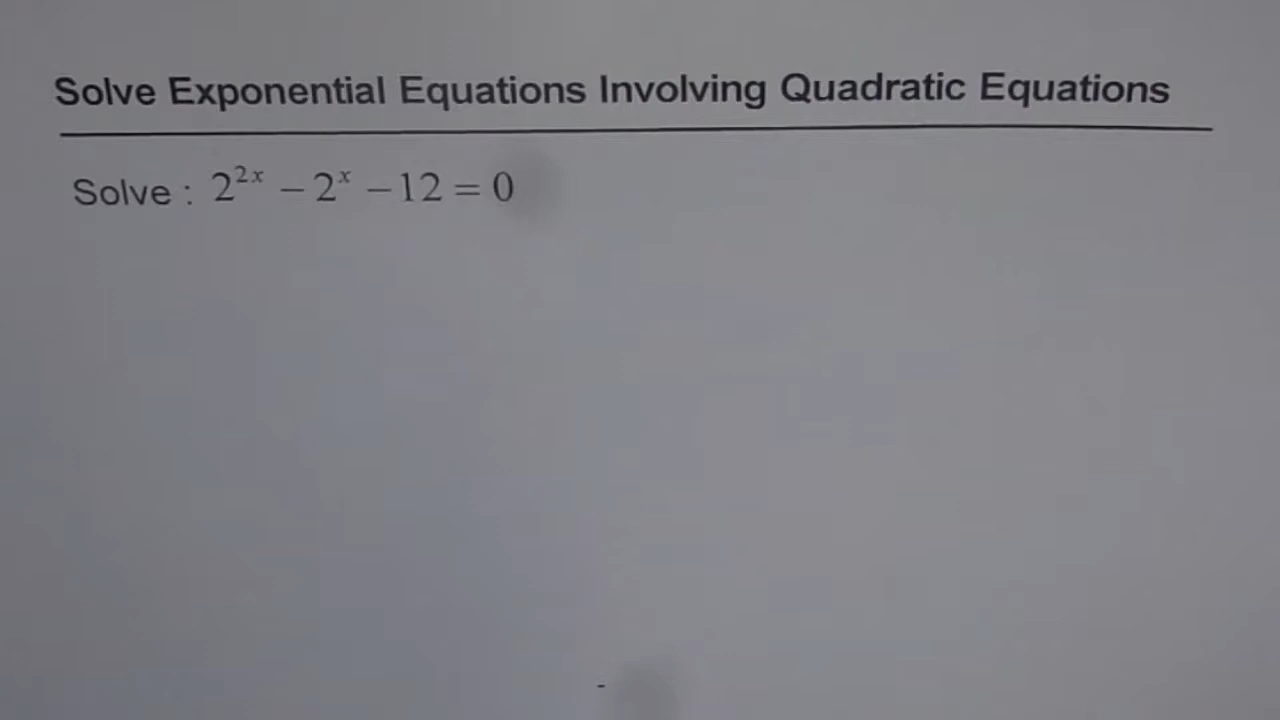 Solve Exponential Equations Involving Quadratic Equations
Solve : 2^{2x} − 2^x − 12 = 0